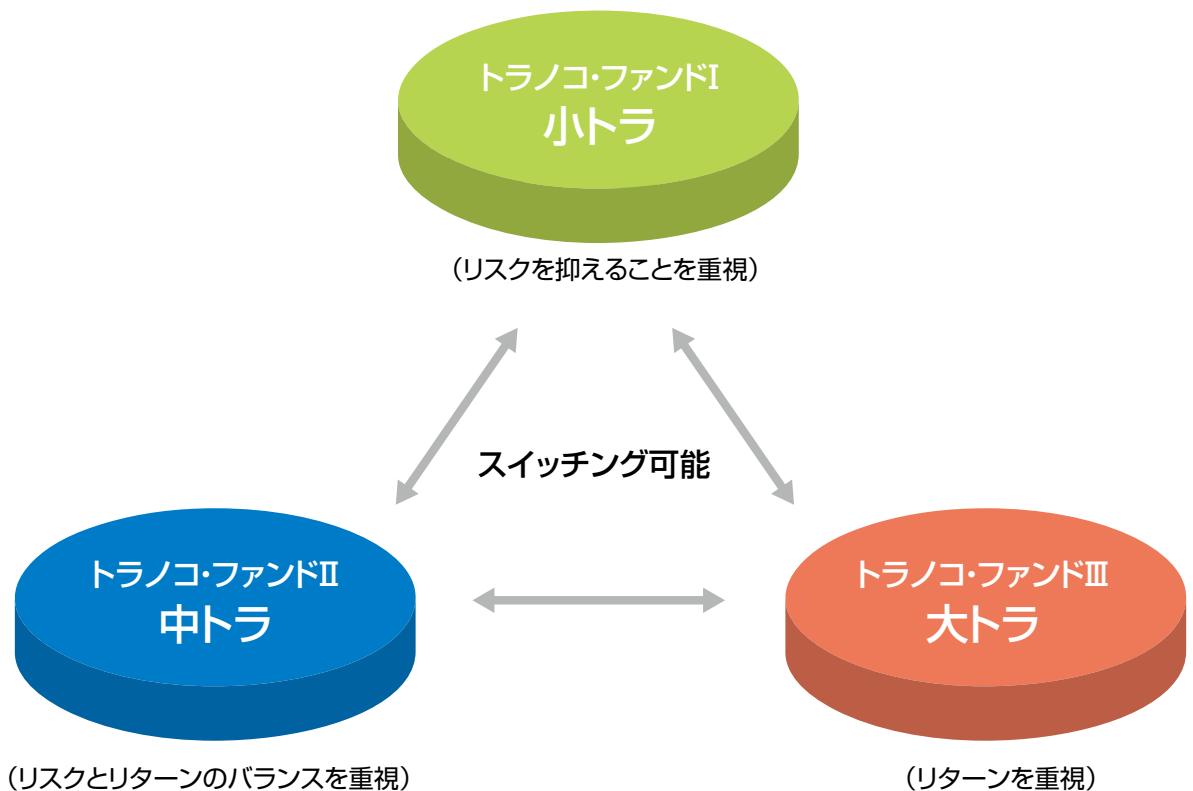 トラノコ・ファンドⅠ
小トラ
（リスクを抑えることを重視）
スイッチング可能
トラノコ・ファンドⅡ
中トラ
（リスクとリターンのバランスを重視）
トラノコ・ファンドⅢ
大トラ
（リターンを重視）